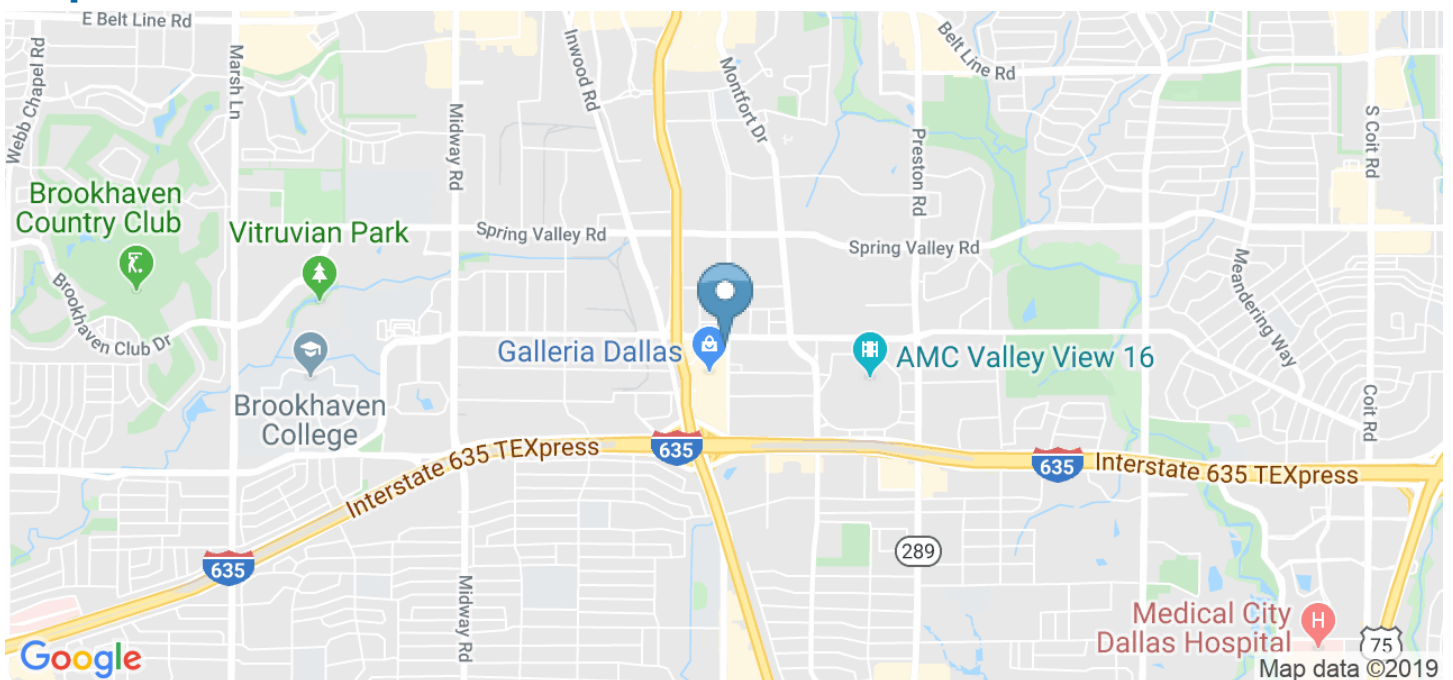 E Belt Line Rd
Webb Chapel Rd
Marsh Ln
Midway Rd
Inwood Rd
Montfort Dr
Belt Line Rd
Preston Rd
S Coit Rd
Brookhaven
Country Club
Vitruvian Park
Spring Valley Rd
Spring Valley Rd
Meandering Way
Brookhaven Club Dr
Galleria Dallas
AMC Valley View 16
Brookhaven
College
Coit Rd
635
Interstate 635 TEXpress
635
Interstate 635 TEXpress
635
289
Midway Rd
Medical City
Dallas Hospital
H
75
Google
Map data ©2019